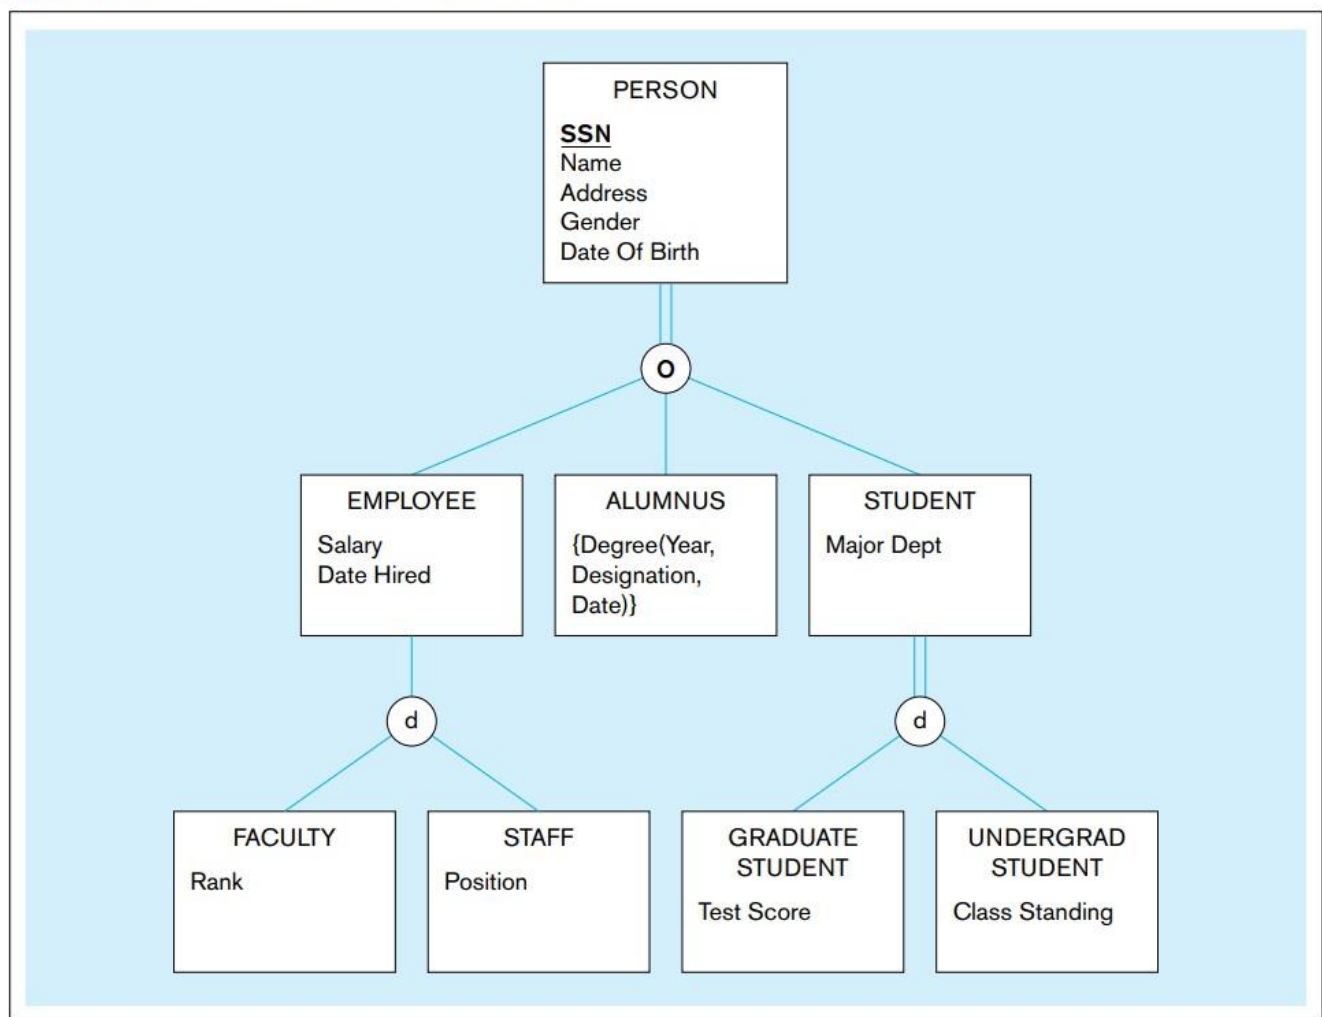 PERSON
SSN
Name
Address
Gender
Date Of Birth
O
EMPLOYEE
Salary
Date Hired
ALUMNUS
{Degree(Year,
Designation,
Date)}
STUDENT
Major Dept
d
d
FACULTY
Rank
STAFF
Position
GRADUATE
STUDENT
Test Score
UNDERGRAD
STUDENT
Class Standing